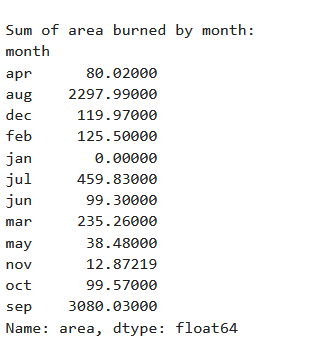 Sum of area burned by month:
month
apr      80.02000
aug    2297.99000
dec     119.97000
feb     125.50000
jan       0.00000
jul     459.83000
jun      99.30000
mar     235.26000
may      38.48000
nov      12.87219
oct      99.57000
sep    3080.03000
Name: area, dtype: float64